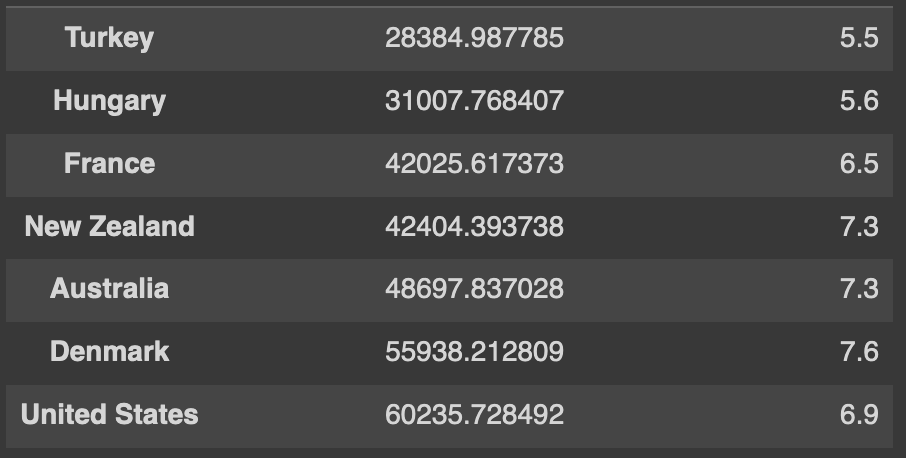 Turkey 28384.987785 5.5
Hungary 31007.768407 5.6
France 42025.617373 6.5
New Zealand 42404.393738 7.3
Australia 48697.837028 7.3
Denmark 55938.212809 7.6
United States 60235.728492 6.9